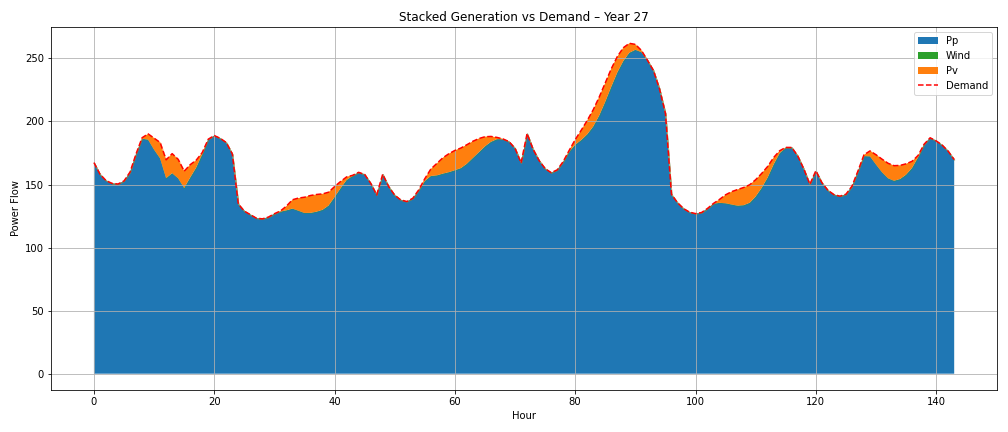 Stacked Generation vs Demand – Year 27
Pp
Wind
Pv
Demand
Power Flow
250
200
150
100
50
0
0 20 40 60 80 100 120 140
Hour